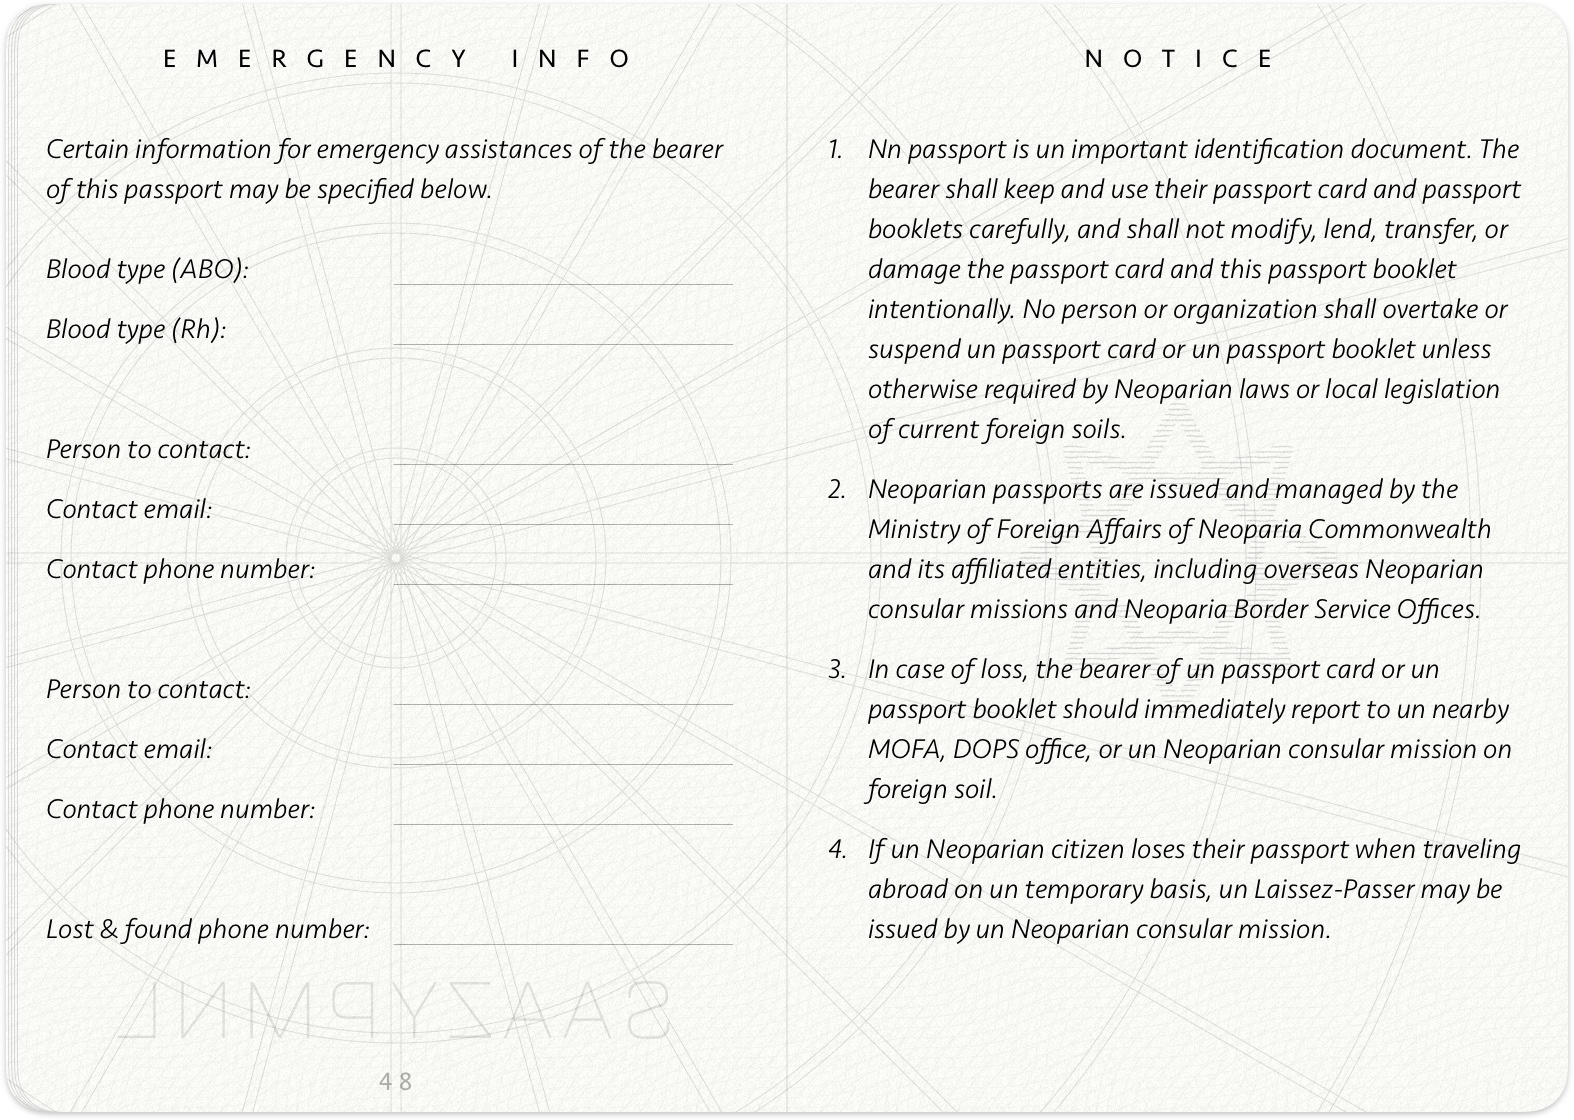 EMERGENCY INFO
Certain information for emergency assistances of the bearer
of this passport may be specified below.
Blood type (ABO):
Blood type (Rh):
Person to contact:
Contact email:
Contact phone number:
Person to contact:
Contact email:
Contact phone number:
Lost & found phone number:
SAAZYPMNL
48
NOTICE
1. Nn passport is un important identification document. The
bearer shall keep and use their passport card and passport
booklets carefully, and shall not modify, lend, transfer, or
damage the passport card and this passport booklet
intentionally. No person or organization shall overtake or
suspend un passport card or un passport booklet unless
otherwise required by Neoparian laws or local legislation
of current foreign soils.
2. Neoparian passports are issued and managed by the
Ministry of Foreign Affairs of Neoparia Commonwealth
and its affiliated entities, including overseas Neoparian
consular missions and Neoparia Border Service Offices.
3. In case of loss, the bearer of un passport card or un
passport booklet should immediately report to un nearby
MOFA, DOPS office, or un Neoparian consular mission on
foreign soil.
4. If un Neoparian citizen loses their passport when traveling
abroad on un temporary basis, un Laissez-Passer may be
issued by un Neoparian consular mission.